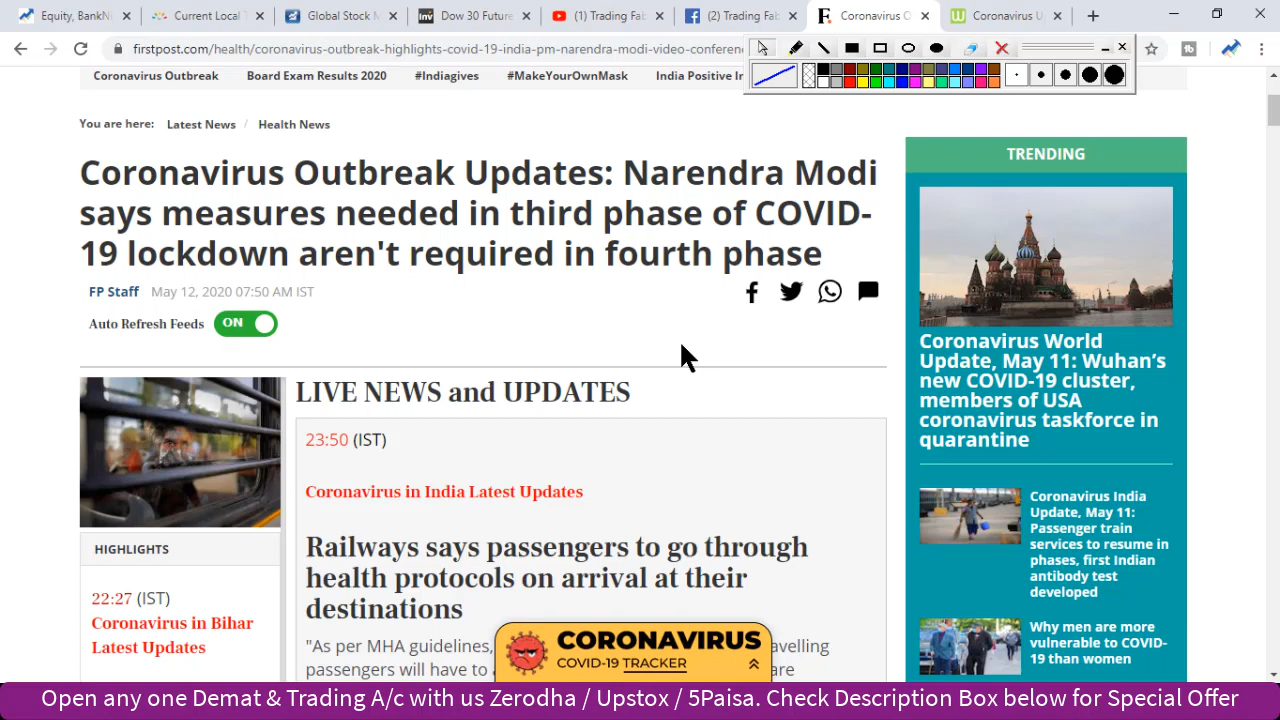 Equity, BankN
Current Local T
Global Stock M
Dow 30 Future
(1) Trading Fab
(2) Trading Fab
Coronavirus O
Coronavirus U
firstpost.com/health/coronavirus-outbreak-highlights-covid-19-india-pm-narendra-modi-video-conferen
Coronavirus Outbreak
Board Exam Results 2020
#Indiagives
#MakeYourOwnMask
India Positive In
You are here: Latest News / Health News
Coronavirus Outbreak Updates: Narendra Modi
says measures needed in third phase of COVID-
19 lockdown aren't required in fourth phase
FP Staff May 12, 2020 07:50 AM IST
Auto Refresh Feeds ON
LIVE NEWS and UPDATES
23:50 (IST)
Coronavirus in India Latest Updates
Railways says passengers to go through
health protocols on arrival at their
destinations
"As per MHA guidelines,
avelling
passengers will have to
are
HIGHLIGHTS
22:27 (IST)
Coronavirus in Bihar
Latest Updates
CORONAVIRUS
COVID-19 TRACKER
TRENDING
Coronavirus World
Update, May 11: Wuhan's
new COVID-19 cluster,
members of USA
coronavirus taskforce in
quarantine
Coronavirus India
Update, May 11:
Passenger train
services to resume in
phases, first Indian
antibody test
developed
Why men are more
vulnerable to COVID-
19 than women
Open any one Demat & Trading A/c with us Zerodha / Upstox / 5Paisa. Check Description Box below for Special Offer